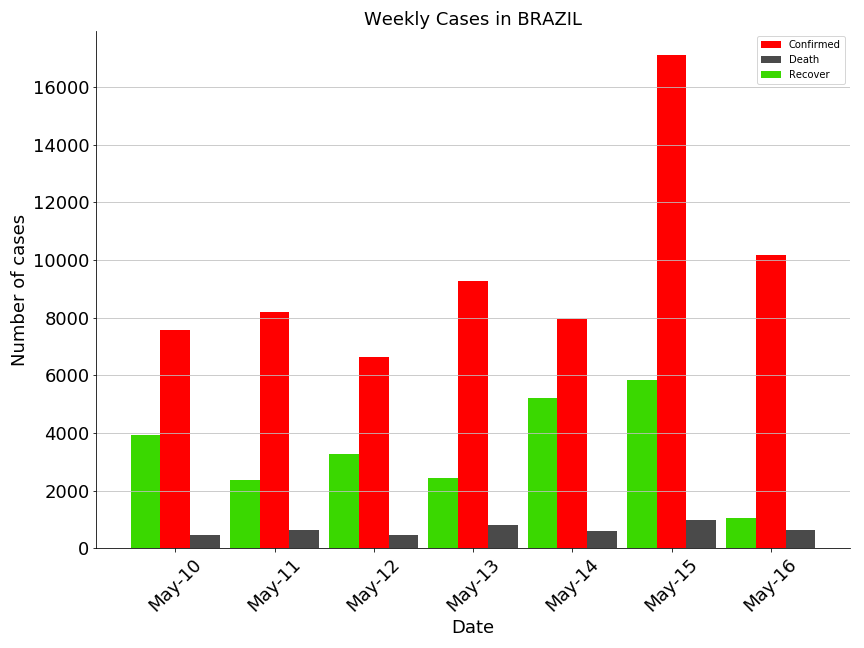 Weekly Cases in BRAZIL
Confirmed
Death
Recover
Number of cases
16000
14000
12000
10000
8000
6000
4000
2000
0
May-10
May-11
May-12
May-13
May-14
May-15
May-16
Date